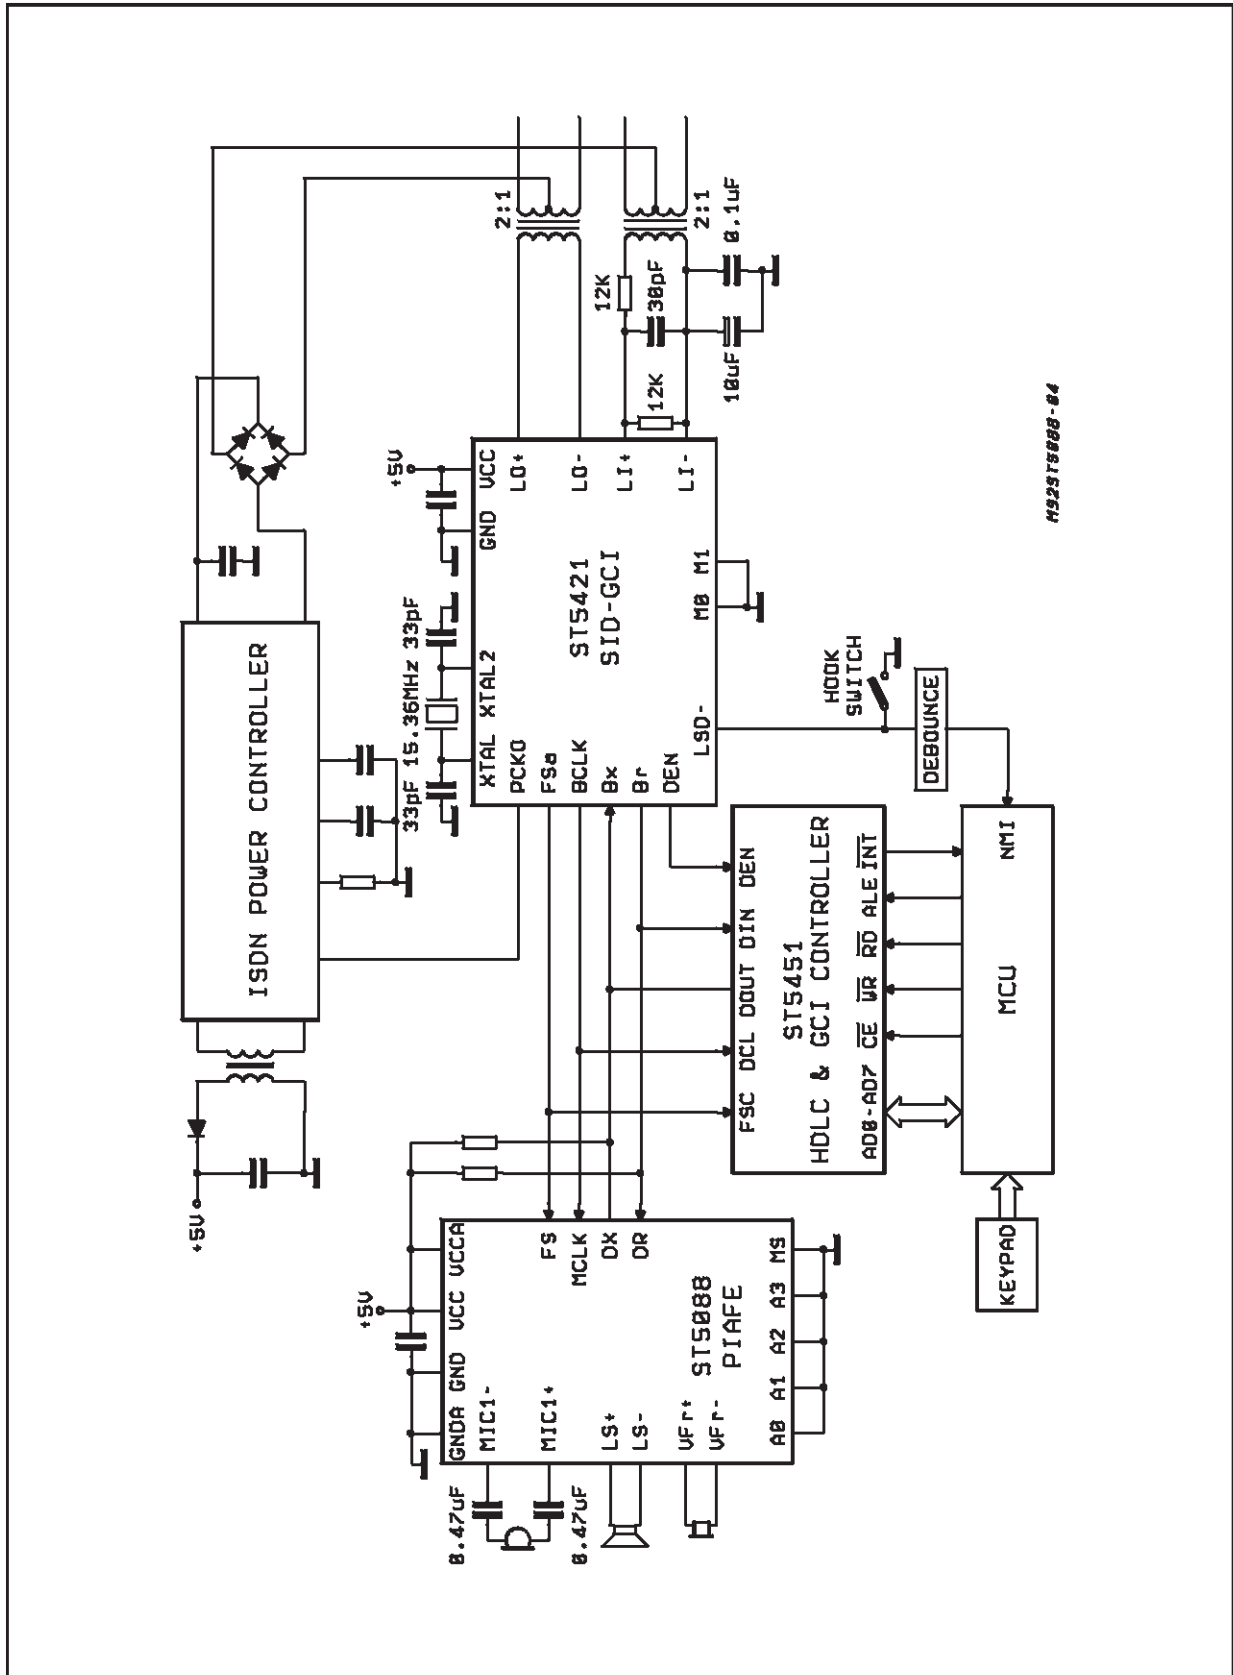 +5V
ISDN POWER CONTROLLER
+5V
GNDA GND VCC VCCA
MIC1-
MIC1+
LS+
LS-
VFr+
VFr-
FS
MCLK
DX
DR
ST5088
PIAFE
A0 A1 A2 A3 MS
0.47uF
0.47uF
33pF 15.36MHz 33pF
+5V
XTAL XTAL2 GND VCC
PCKO
FSa
BCLK
Bx
Br
DEN
LSD-
ST5421
SID-GCI
M0 M1
LO+
LO-
LI+
LI-
2:1
12K
30pF
12K
2:1
10uF
0.1uF
FSC DCL DOUT DIN DEN
ST5451
HDLC & GCI CONTROLLER
AD0-AD7 CE WR RD ALE INT
HOOK
SWITCH
DEBOUNCE
NMI
MCU
KEYPAD
M92ST5088-04